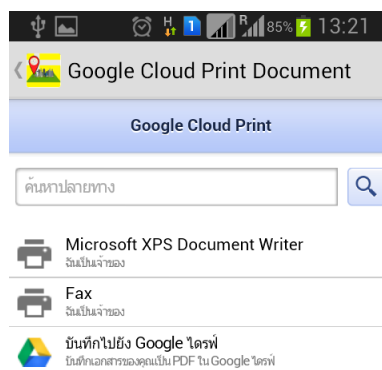 H 1 R 85% 13:21
Google Cloud Print Document
Google Cloud Print
ค้นหาปลายทาง
Microsoft XPS Document Writer
ฉันเป็นเจ้าของ
Fax
ฉันเป็นเจ้าของ
บันทึกไปยัง Google ไดรฟ์
บันทึกเอกสารของคุณเป็น PDF ใน Google ไดรฟ์